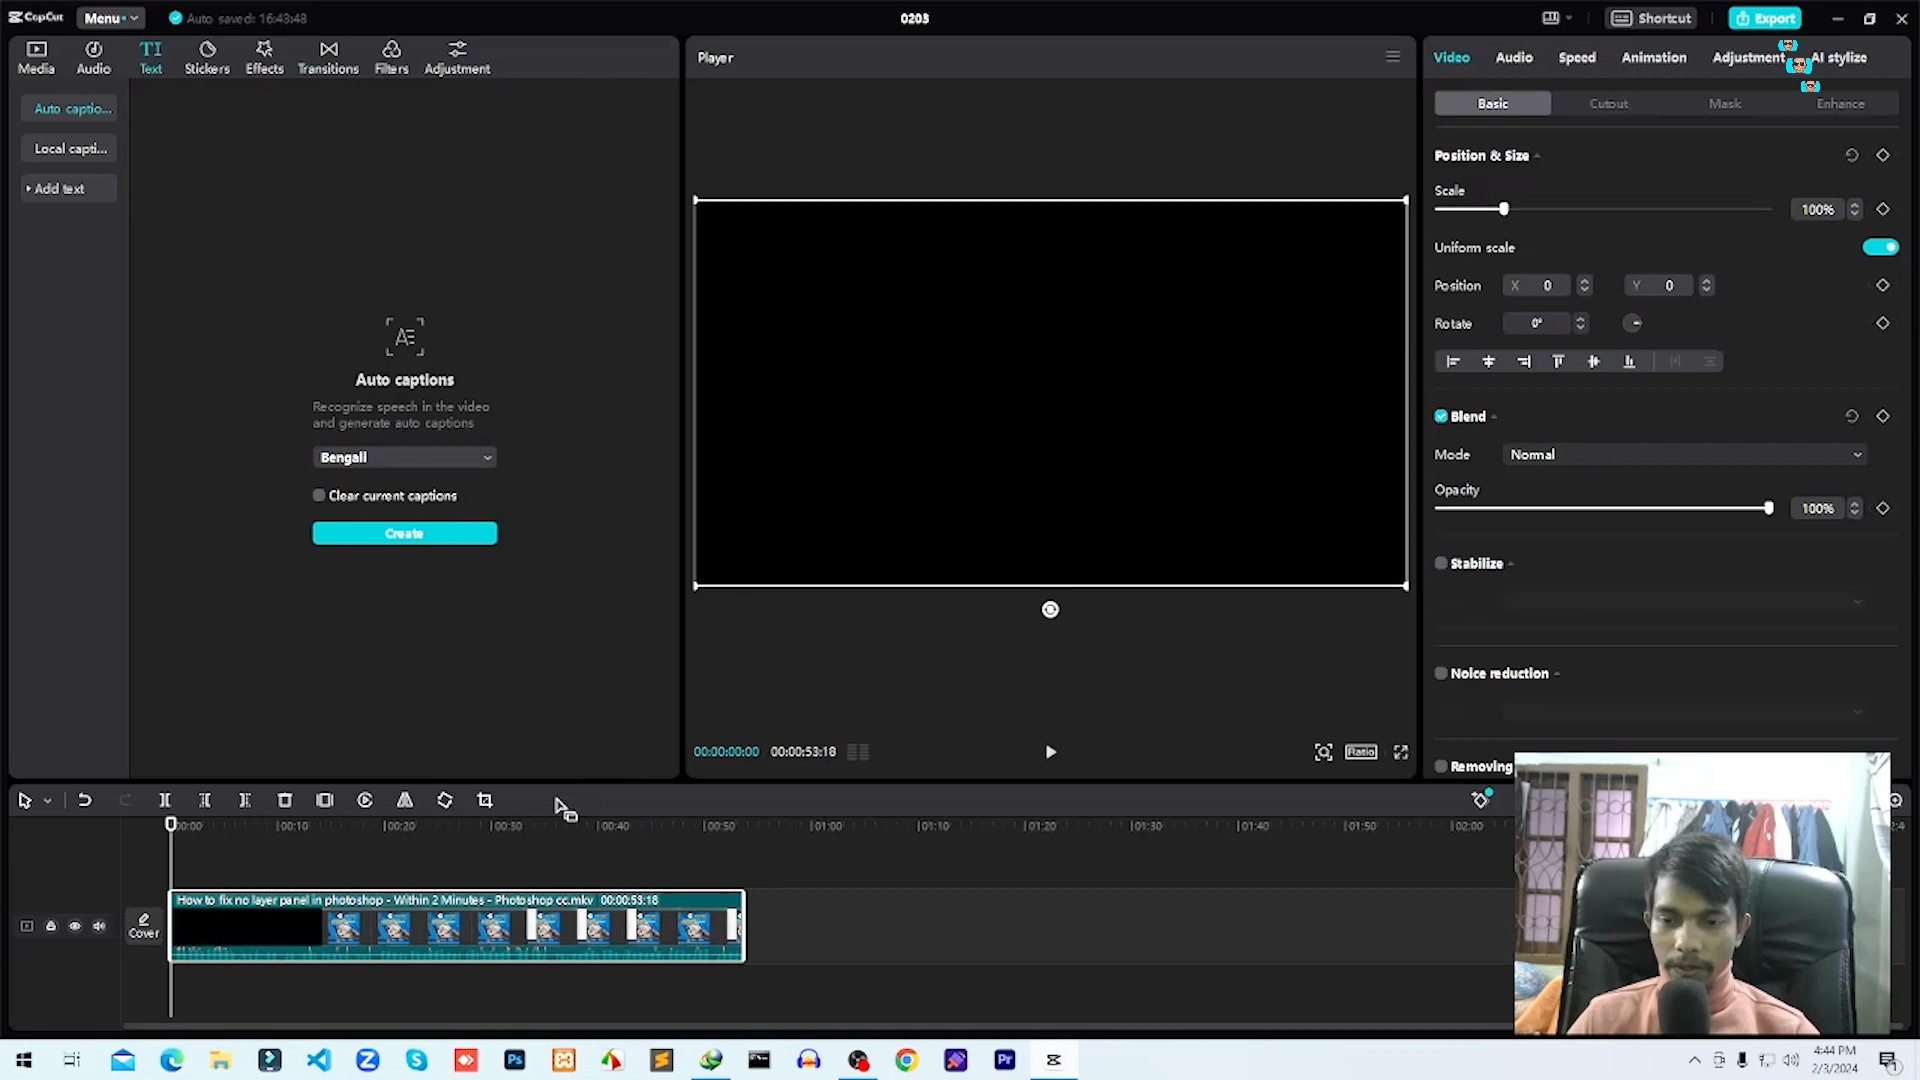 CapCut
Menu
Auto saved: 16:43:48
0203
Shortcut
Export
Media
Audio
TI
Text
Stickers
Effects
Transitions
Filters
Adjustment
Auto captio...
Local capti...
Add text
Auto captions
Recognize speech in the video
and generate auto captions
Bengali
Clear current captions
Create
Player
00:00:00:00
00:00:53:18
Ratio
Video
Audio
Speed
Animation
Adjustment
AI stylize
Basic
Cutout
Mask
Enhance
Position & Size
Scale
100%
Uniform scale
Position
X 0
Y 0
Rotate
0°
Blend
Mode
Normal
Opacity
100%
Stabilize
Noice reduction
Removing
00:00
00:10
00:20
00:30
00:40
00:50
01:00
01:10
01:20
01:30
01:40
01:50
02:00
Cover
How to fix no layer panel in photoshop - Within 2 Minutes - Photoshop cc.mkv 00:00:53:18
Ps
Pr
4:44 PM
2/3/2024